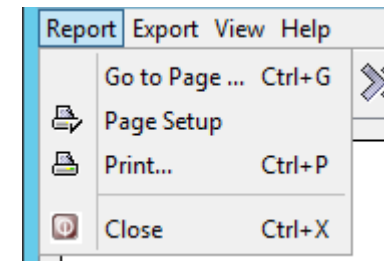 Report Export View Help
Go to Page ... Ctrl+G
Page Setup
Print... Ctrl+P
Close Ctrl+X